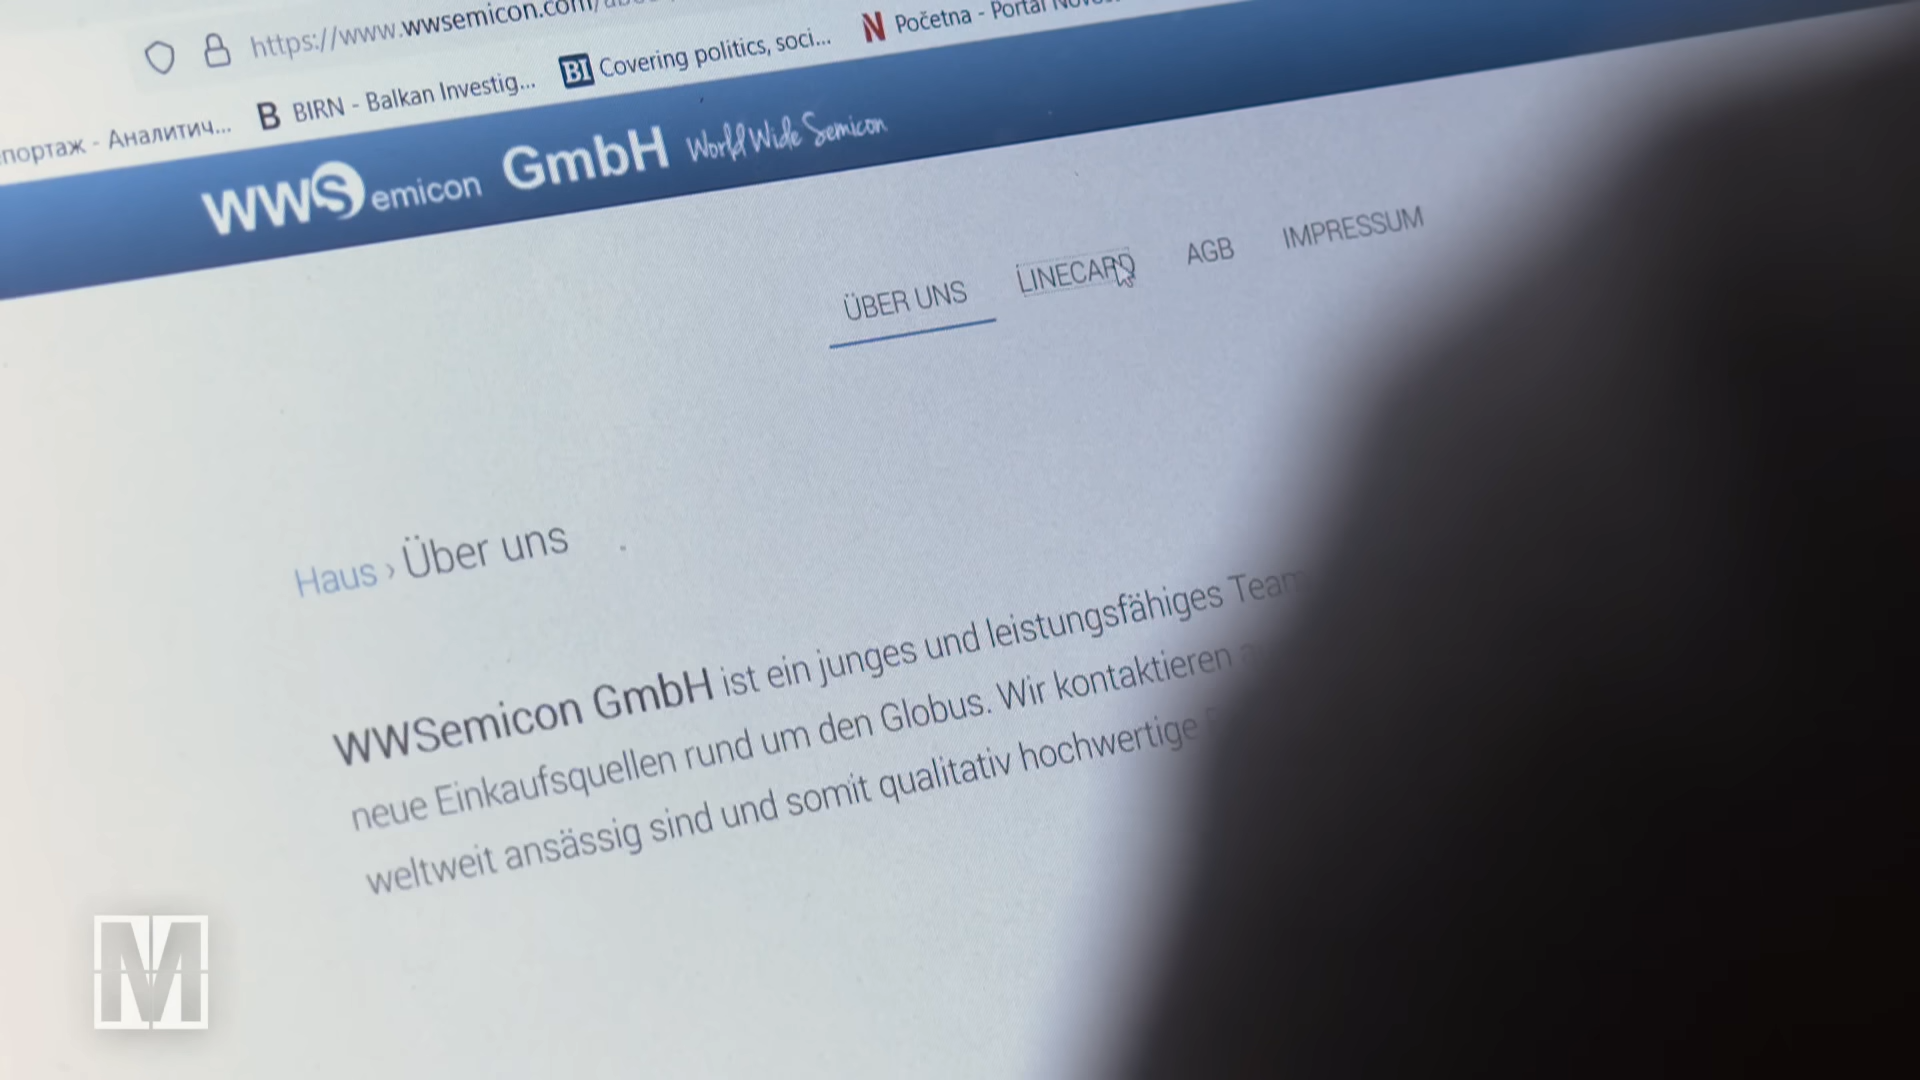 https://www.wwsemicon.com/
портаж - Аналитич...
BIRN - Balkan Investig...
BI Covering politics, soci...
N Početna - Portal
WWSemicon GmbH World Wide Semicon
ÜBER UNS LINECARD AGB IMPRESSUM
Haus › Über uns
WWSemicon GmbH ist ein junges und leistungsfähiges Team
neue Einkaufsquellen rund um den Globus. Wir kontaktieren
weltweit ansässig sind und somit qualitativ hochwertige
M